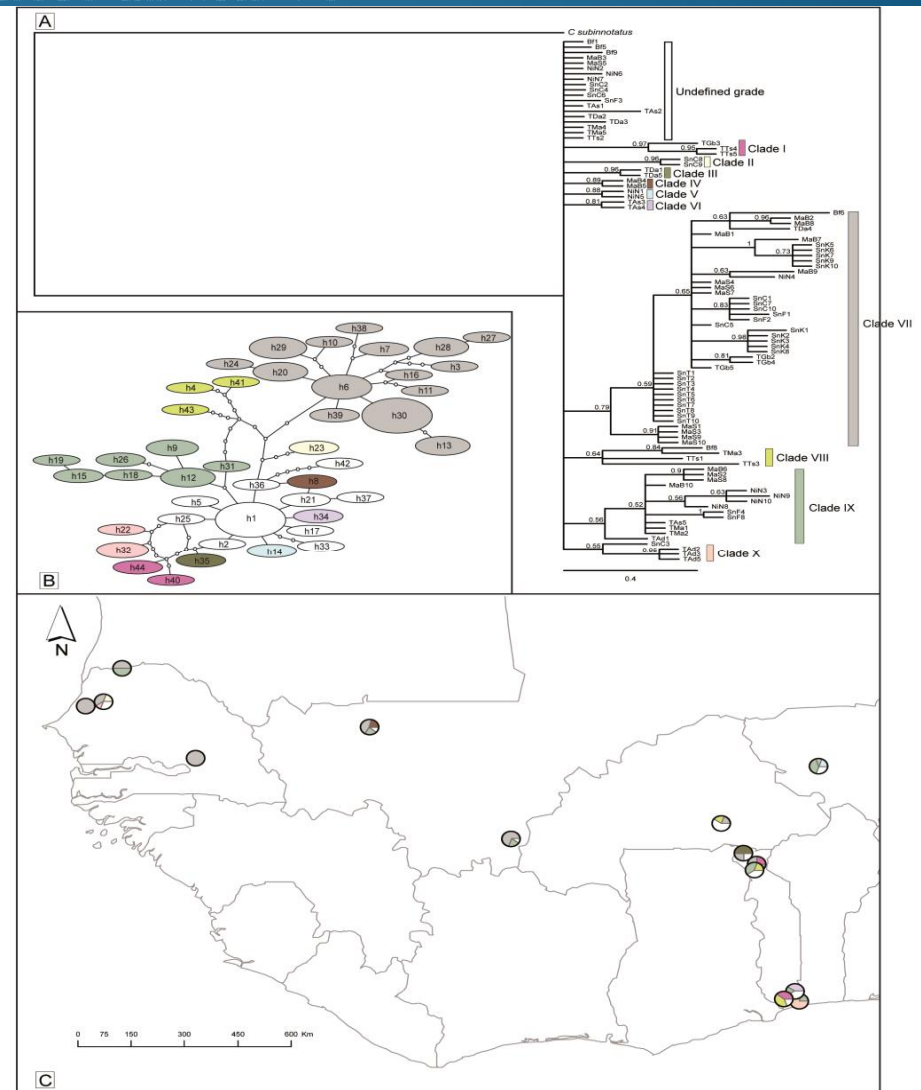 A
C subinnotatus
Bf1
Bf5
Bf9
MaB3
MaS5
NiN2
NiN6
NiN7
SnC2
SnC4
SnC6
SnF3
TAs1
TAs2
TDa2
TDa3
TMa4
TMa5
TTs2
Undefined grade
0.97
TGb3
0.95
TTs4
TTs5
Clade I
0.96
SnC8
SnC9
Clade II
0.96
TDa1
TDa5
Clade III
0.89
MaB4
MaB5
Clade IV
0.88
NiN1
NiN5
Clade V
0.81
TAs3
TAs4
Clade VI
0.63
Bf6
0.96
MaB2
MaB8
TDa4
MaB1
MaB7
1
SnK5
SnK6
0.73
SnK7
SnK9
SnK10
0.63
MaB9
NiN4
MaS4
MaS6
0.65
MaS7
SnC1
0.83
SnC7
SnC10
SnF1
SnF2
Clade VII
SnC5
SnK1
0.98
SnK2
SnK3
SnK4
SnK8
0.81
TGb2
TGb4
TGb5
SnT1
SnT2
0.59
SnT3
SnT4
SnT5
SnT6
SnT7
SnT8
SnT9
SnT10
0.79
MaS1
0.91
MaS3
MaS9
MaS10
0.84
Bf8
0.64
TMa3
TTs1
TTs3
Clade VIII
0.9
MaB6
MaS2
MaS8
MaB10
0.63
NiN3
0.56
NiN9
NiN10
0.52
NiN8
1
SnF4
SnF8
0.56
TAs5
TMa1
TMa2
TAd1
Clade IX
0.55
SnC3
TAd2
TAd3
TAd5
Clade X
0.4
h38
h27
h29
h10
h7
h28
h24
h3
h20
h41
h16
h4
h6
h11
h43
h39
h30
h9
h23
h13
h19
h26
h31
h42
h15
h18
h12
h36
h8
h5
h21
h37
h25
h1
h34
h22
h17
h2
h33
h32
h35
h14
h44
h40
B
N
0 75 150 300 450 600 Km
C